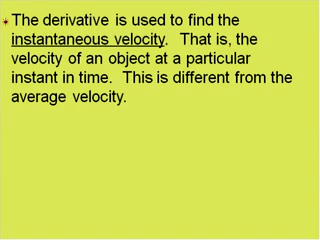 The derivative is used to find the
instantaneous velocity. That is, the
velocity of an object at a particular
instant in time. This is different from the
average velocity.